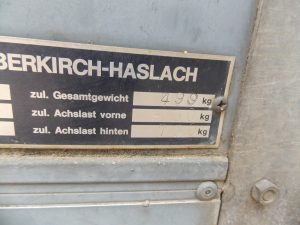 BERKIRCH-HASLACH
zul. Gesamtgewicht 499 kg
zul. Achslast vorne kg
zul. Achslast hinten kg